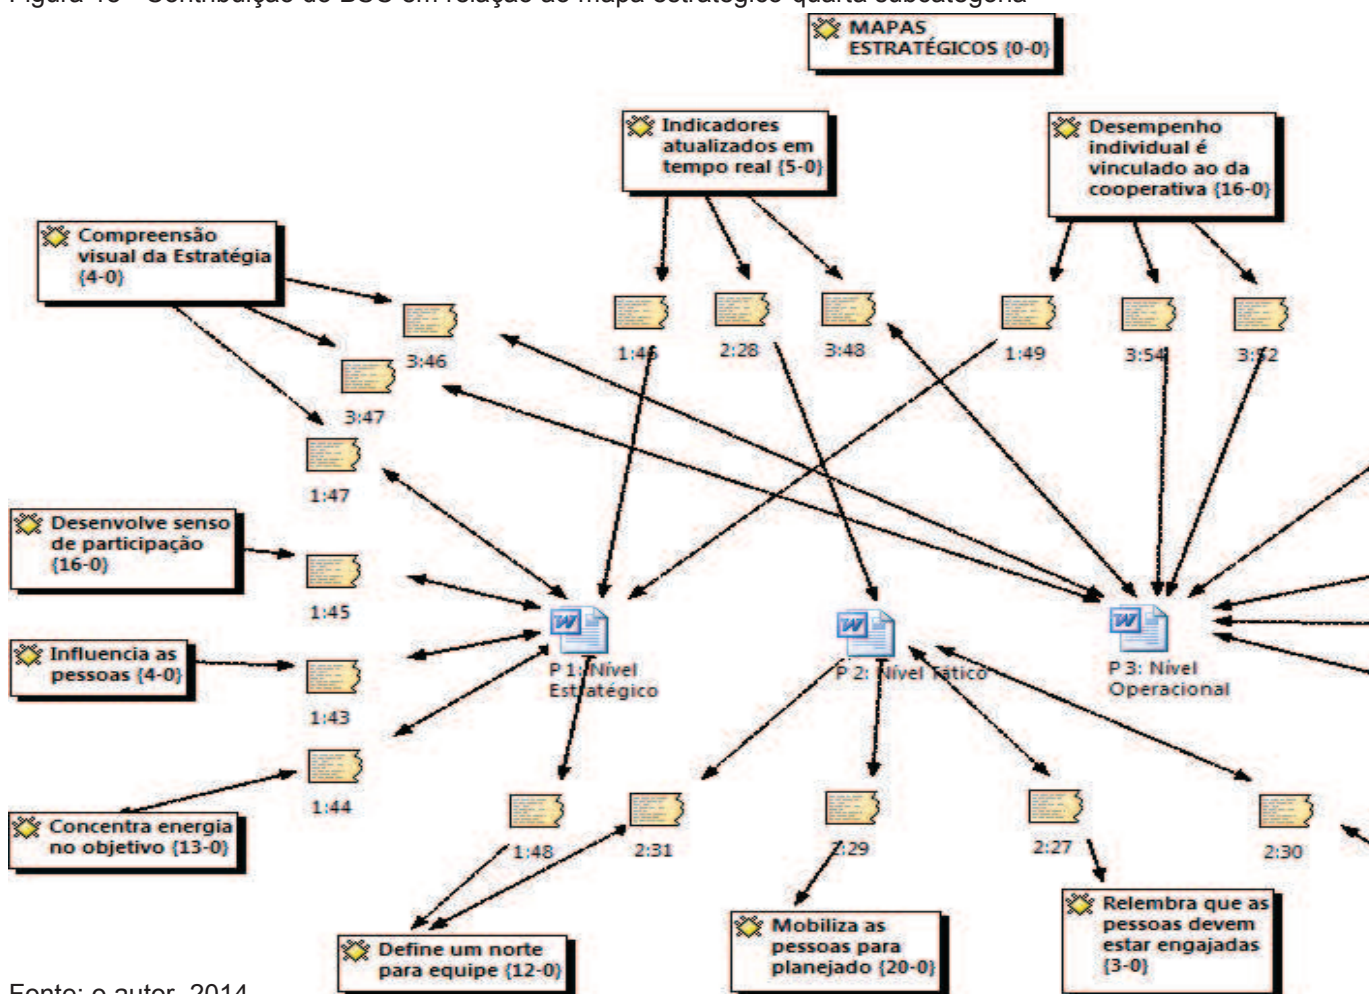 MAPAS
ESTRATÉGICOS {0-0}
Indicadores
atualizados em
tempo real {5-0}
Desempenho
individual é
vinculado ao da
cooperativa {16-0}
Compreensão
visual da Estratégia
{4-0}
3:46
1:46
2:28
3:48
1:49
3:54
3:52
3:47
1:47
Desenvolve senso
de participação
{16-0}
1:45
Influencia as
pessoas {4-0}
1:43
P 1: Nível
Estratégico
P 2: Nível Tático
P 3: Nível
Operacional
1:44
Concentra energia
no objetivo {13-0}
1:48
2:31
2:29
2:27
2:30
Define um norte
para equipe {12-0}
Mobiliza as
pessoas para
planejado {20-0}
Relembra que as
pessoas devem
estar engajadas
{3-0}
Fonte: o autor, 2014